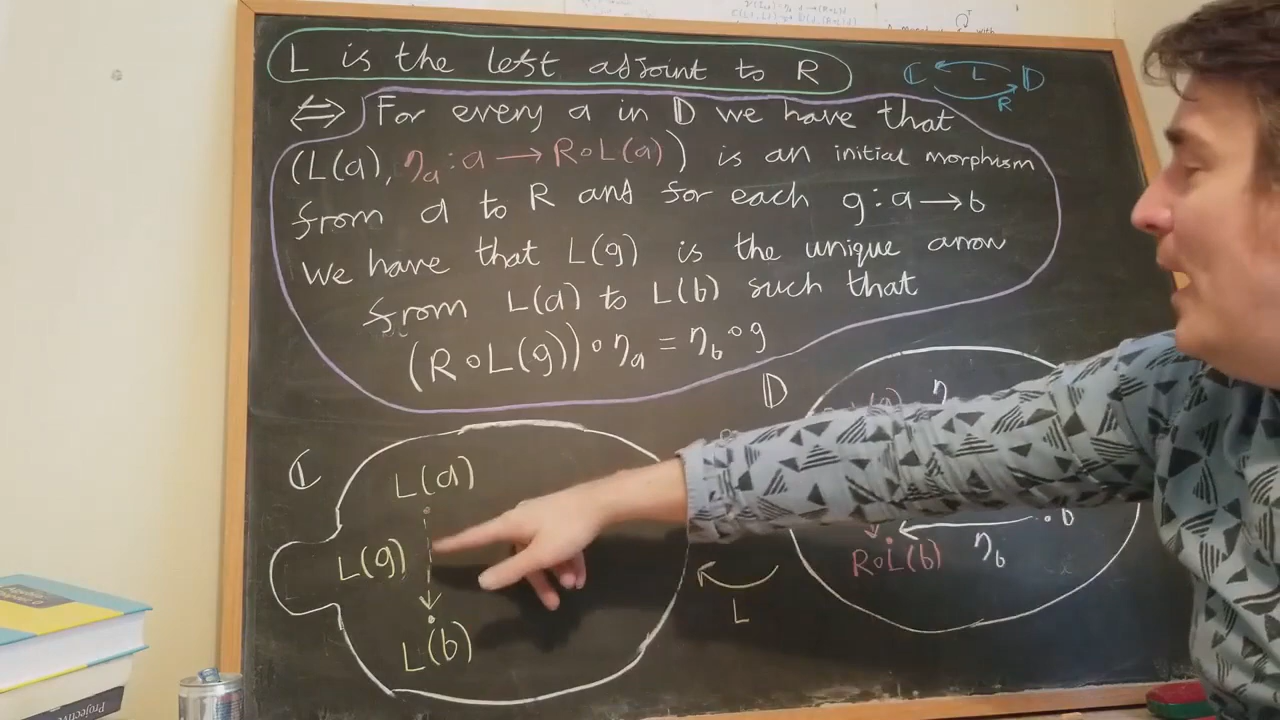 L is the left adjoint to R
ℂ L 𝔻
R
⇔ For every a in 𝔻 we have that
(L(a), η_a : a → R∘L(a)) is an initial morphism
from a to R and for each g : a → b
we have that L(g) is the unique arrow
from L(a) to L(b) such that
(R∘L(g))∘η_a = η_b∘g
𝔻
η
ℂ
L(a)
L(g)
L(b)
b
R∘L(b) η_b
L
Projective